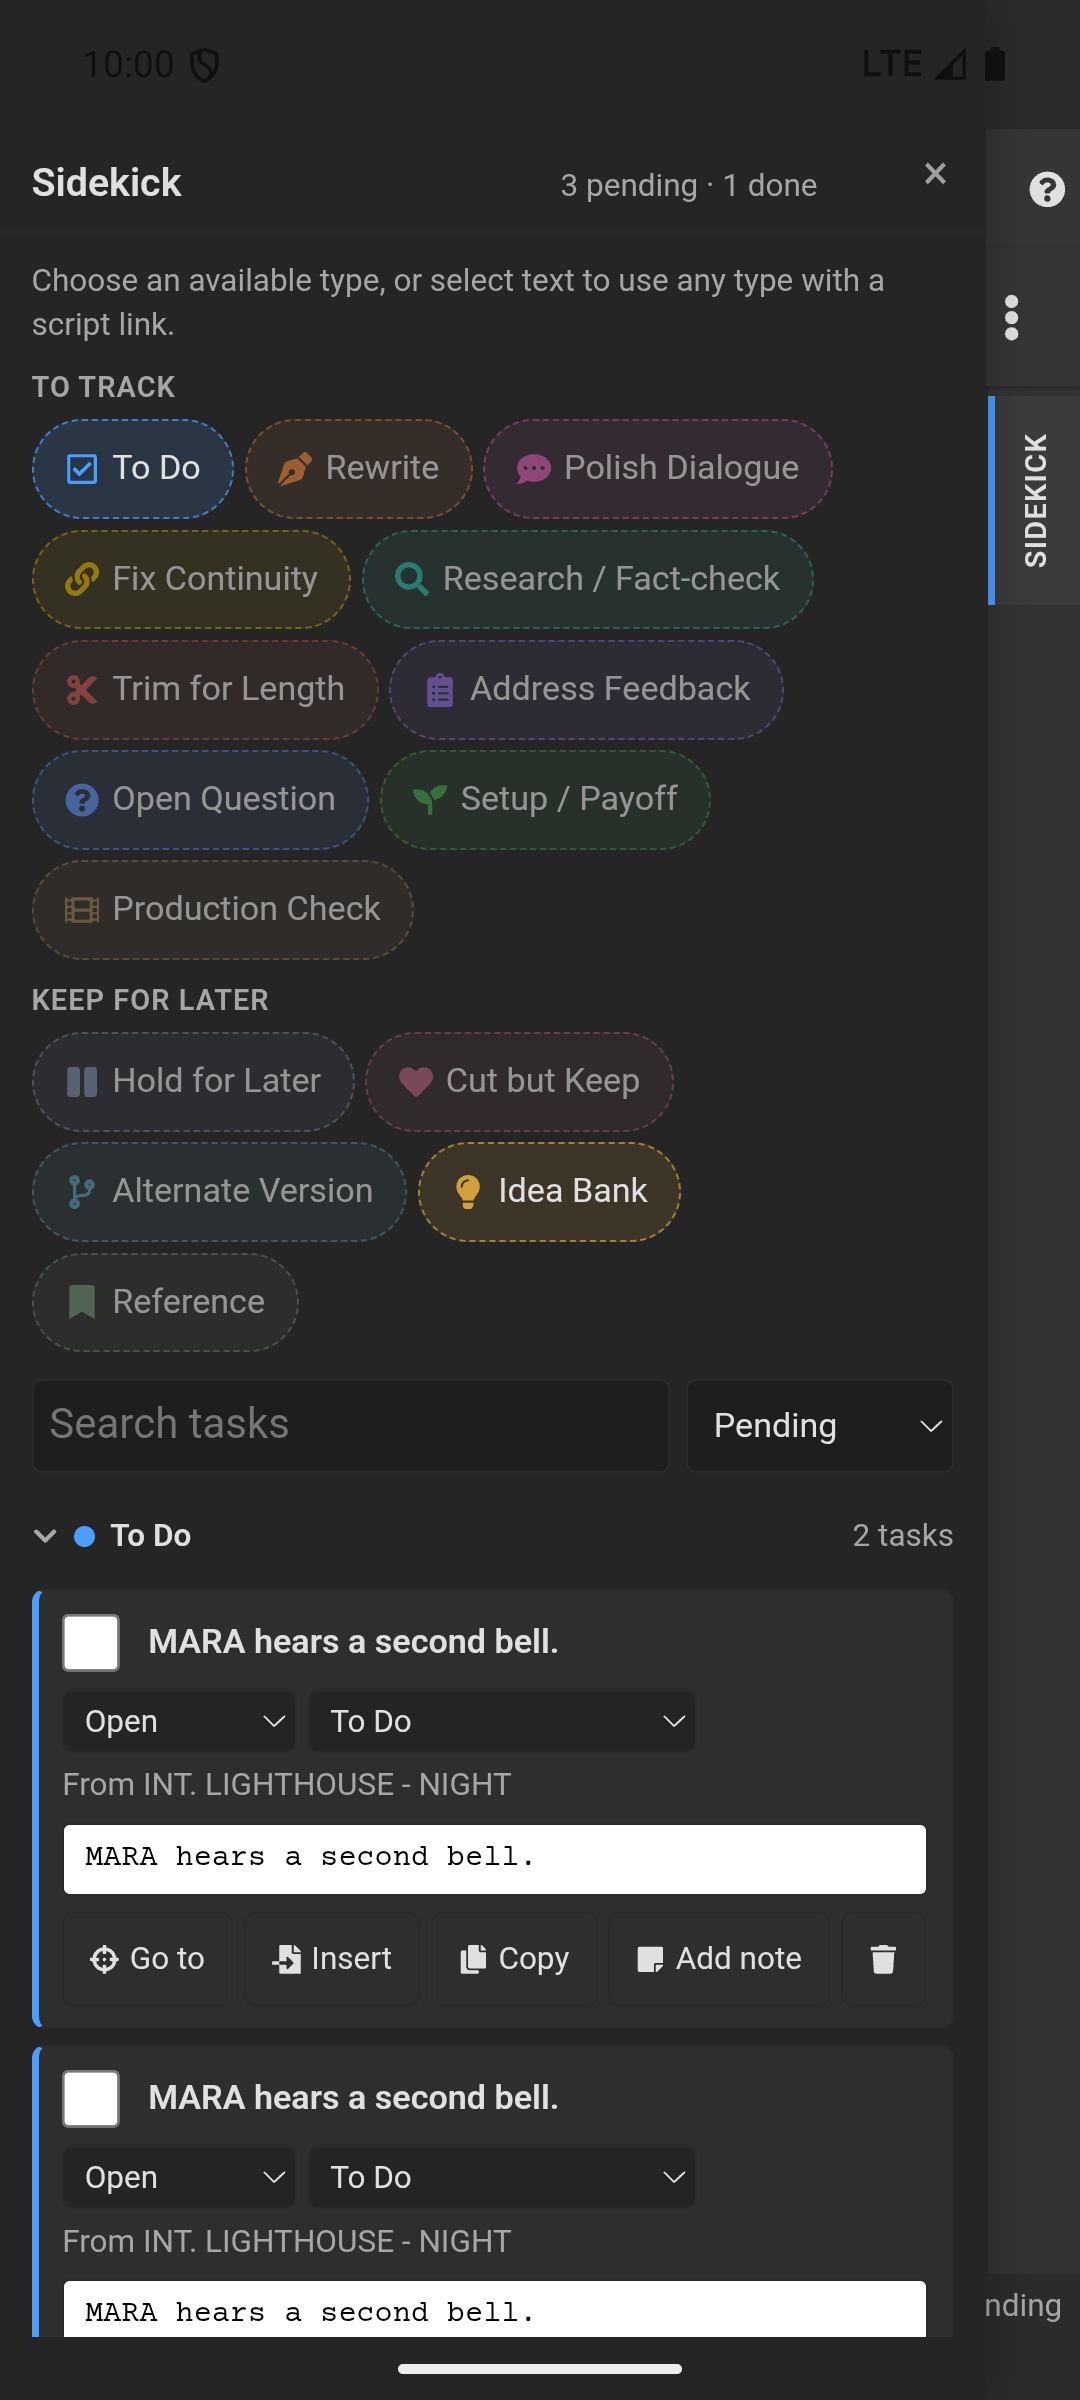 10:00
LTE
Sidekick
3 pending · 1 done
Choose an available type, or select text to use any type with a
script link.
TO TRACK
To Do
Rewrite
Polish Dialogue
Fix Continuity
Research / Fact-check
Trim for Length
Address Feedback
Open Question
Setup / Payoff
Production Check
KEEP FOR LATER
Hold for Later
Cut but Keep
Alternate Version
Idea Bank
Reference
Search tasks
Pending
To Do
2 tasks
MARA hears a second bell.
Open
To Do
From INT. LIGHTHOUSE - NIGHT
MARA hears a second bell.
Go to
Insert
Copy
Add note
MARA hears a second bell.
Open
To Do
From INT. LIGHTHOUSE - NIGHT
MARA hears a second bell.
SIDEKICK
nding